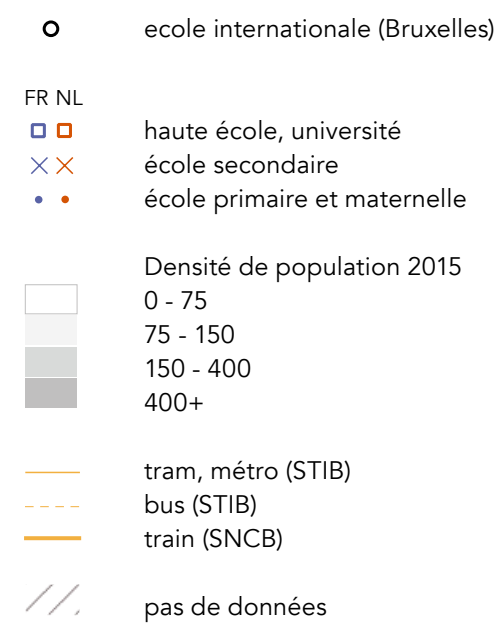 ecole internationale (Bruxelles)
FR NL
haute école, université
école secondaire
école primaire et maternelle
Densité de population 2015
0 - 75
75 - 150
150 - 400
400+
tram, métro (STIB)
bus (STIB)
train (SNCB)
pas de données